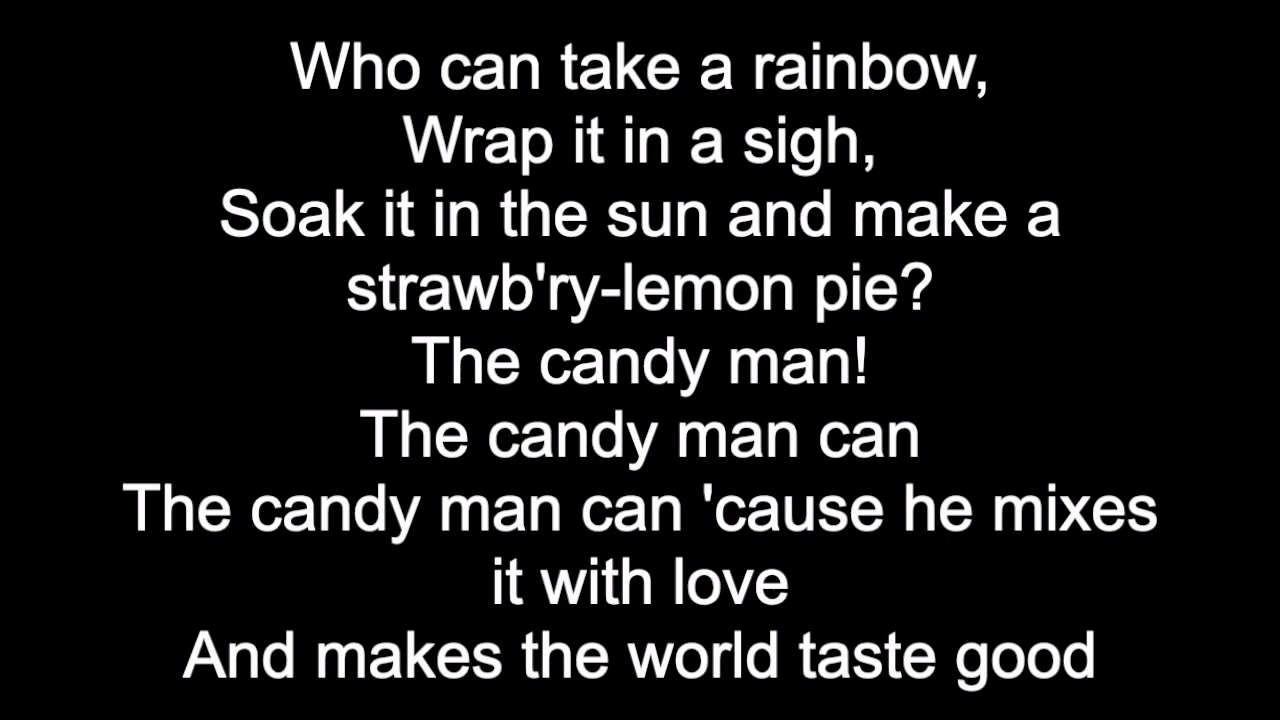 Who can take a rainbow,
Wrap it in a sigh,
Soak it in the sun and make a
strawb'ry-lemon pie?
The candy man!
The candy man can
The candy man can 'cause he mixes
it with love
And makes the world taste good